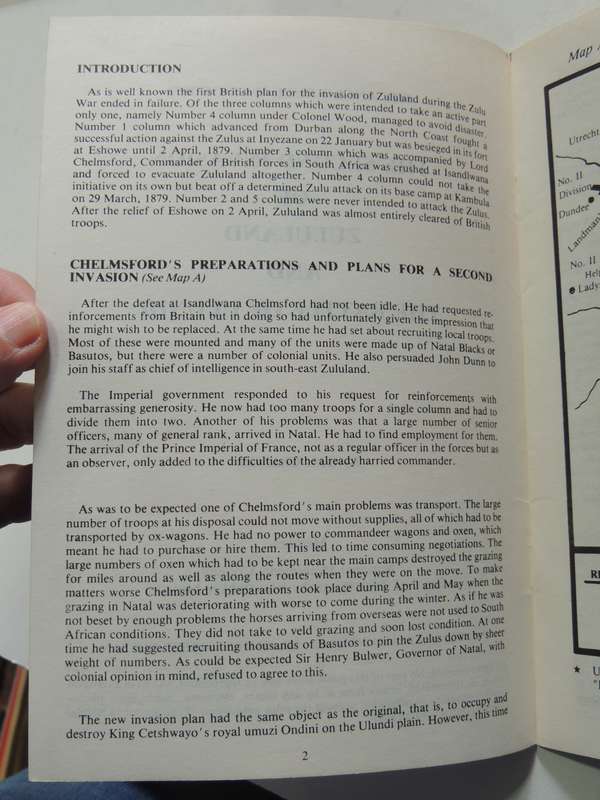 INTRODUCTION
As is well known the first British plan for the invasion of Zululand during the Zulu
War ended in failure. Of the three columns which were intended to take an active part
only one, namely Number 4 column under Colonel Wood, managed to avoid disaster.
Number 1 column which advanced from Durban along the North Coast fought a
successful action against the Zulus at Inyezane on 22 January but was besieged in its fort
at Eshowe until 2 April, 1879. Number 3 column which was accompanied by Lord
Chelmsford, Commander of British forces in South Africa was crushed at Isandlwana
and forced to evacuate Zululand altogether. Number 4 column could not take the
initiative on its own but beat off a determined Zulu attack on its base camp at Kambula
on 29 March, 1879. Number 2 and 5 columns were never intended to attack the Zulus.
After the relief of Eshowe on 2 April, Zululand was almost entirely cleared of British
troops.
CHELMSFORD'S PREPARATIONS AND PLANS FOR A SECOND
INVASION (See Map A)
After the defeat at Isandlwana Chelmsford had not been idle. He had requested re-
inforcements from Britain but in doing so had unfortunately given the impression that
he might wish to be replaced. At the same time he had set about recruiting local troops.
Most of these were mounted and many of the units were made up of Natal Blacks or
Basutos, but there were a number of colonial units. He also persuaded John Dunn to
join his staff as chief of intelligence in south-east Zululand.
The Imperial government responded to his request for reinforcements with
embarrassing generosity. He now had too many troops for a single column and had to
divide them into two. Another of his problems was that a large number of senior
officers, many of general rank, arrived in Natal. He had to find employment for them.
The arrival of the Prince Imperial of France, not as a regular officer in the forces but as
an observer, only added to the difficulties of the already harried commander.
As was to be expected one of Chelmsford's main problems was transport. The large
number of troops at his disposal could not move without supplies, all of which had to be
transported by ox-wagons. He had no power to commandeer wagons and oxen, which
meant he had to purchase or hire them. This led to time consuming negotiations. The
large numbers of oxen which had to be kept near the main camps destroyed the grazing
for miles around as well as along the routes when they were on the move. To make
matters worse Chelmsford's preparations took place during April and May when the
grazing in Natal was deteriorating with worse to come during the winter. As if he was
not beset by enough problems the horses arriving from overseas were not used to South
African conditions. They did not take to veld grazing and soon lost condition. At one
time he had suggested recruiting thousands of Basutos to pin the Zulus down by sheer
weight of numbers. As could be expected Sir Henry Bulwer, Governor of Natal, with
colonial opinion in mind, refused to agree to this.
The new invasion plan had the same object as the original, that is, to occupy and
destroy King Cetshwayo's royal umuzi Ondini on the Ulundi plain. However, this time
2
Map
Utrecht
No. II
Division
Dundee
Landman
No. II
Help
Lady